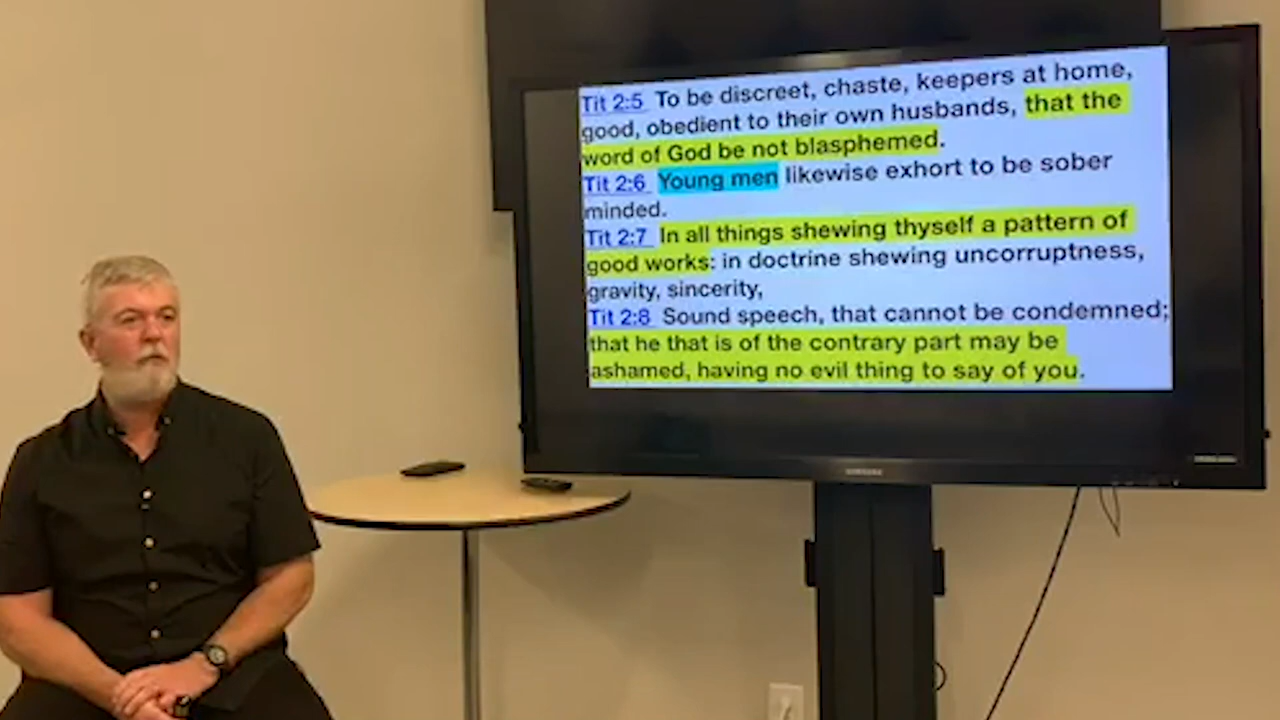 Tit 2:5 To be discreet, chaste, keepers at home,
good, obedient to their own husbands, that the
word of God be not blasphemed.
Tit 2:6 Young men likewise exhort to be sober
minded.
Tit 2:7 In all things shewing thyself a pattern of
good works: in doctrine shewing uncorruptness,
gravity, sincerity,
Tit 2:8 Sound speech, that cannot be condemned;
that he that is of the contrary part may be
ashamed, having no evil thing to say of you.
SAMSUNG